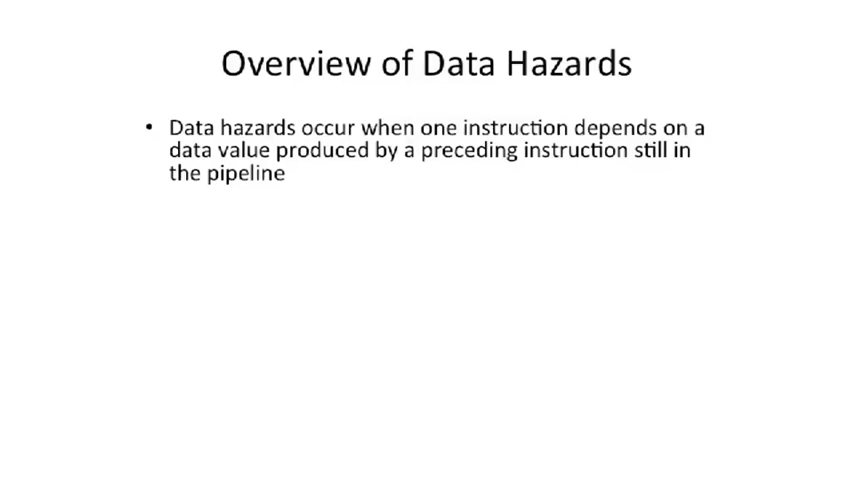 Overview of Data Hazards
• Data hazards occur when one instruction depends on a
data value produced by a preceding instruction still in
the pipeline